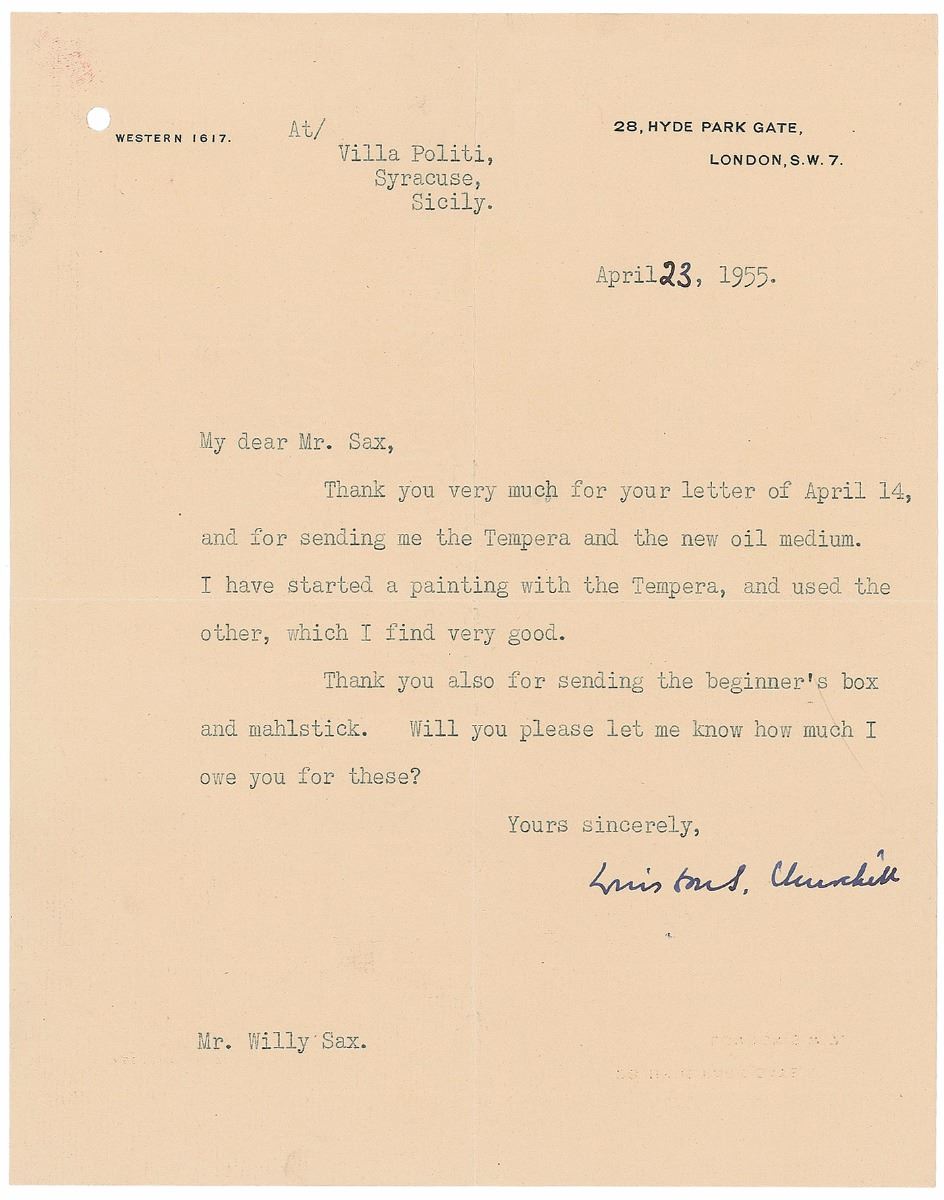 WESTERN 1617.
At/
Villa Politi,
Syracuse,
Sicily.
28, HYDE PARK GATE,
LONDON, S.W. 7.
April 23, 1955.
My dear Mr. Sax,
Thank you very much for your letter of April 14,
and for sending me the Tempera and the new oil medium.
I have started a painting with the Tempera, and used the
other, which I find very good.
Thank you also for sending the beginner's box
and mahlstick. Will you please let me know how much I
owe you for these?
Yours sincerely,
Winston S. Churchill
Mr. Willy Sax.